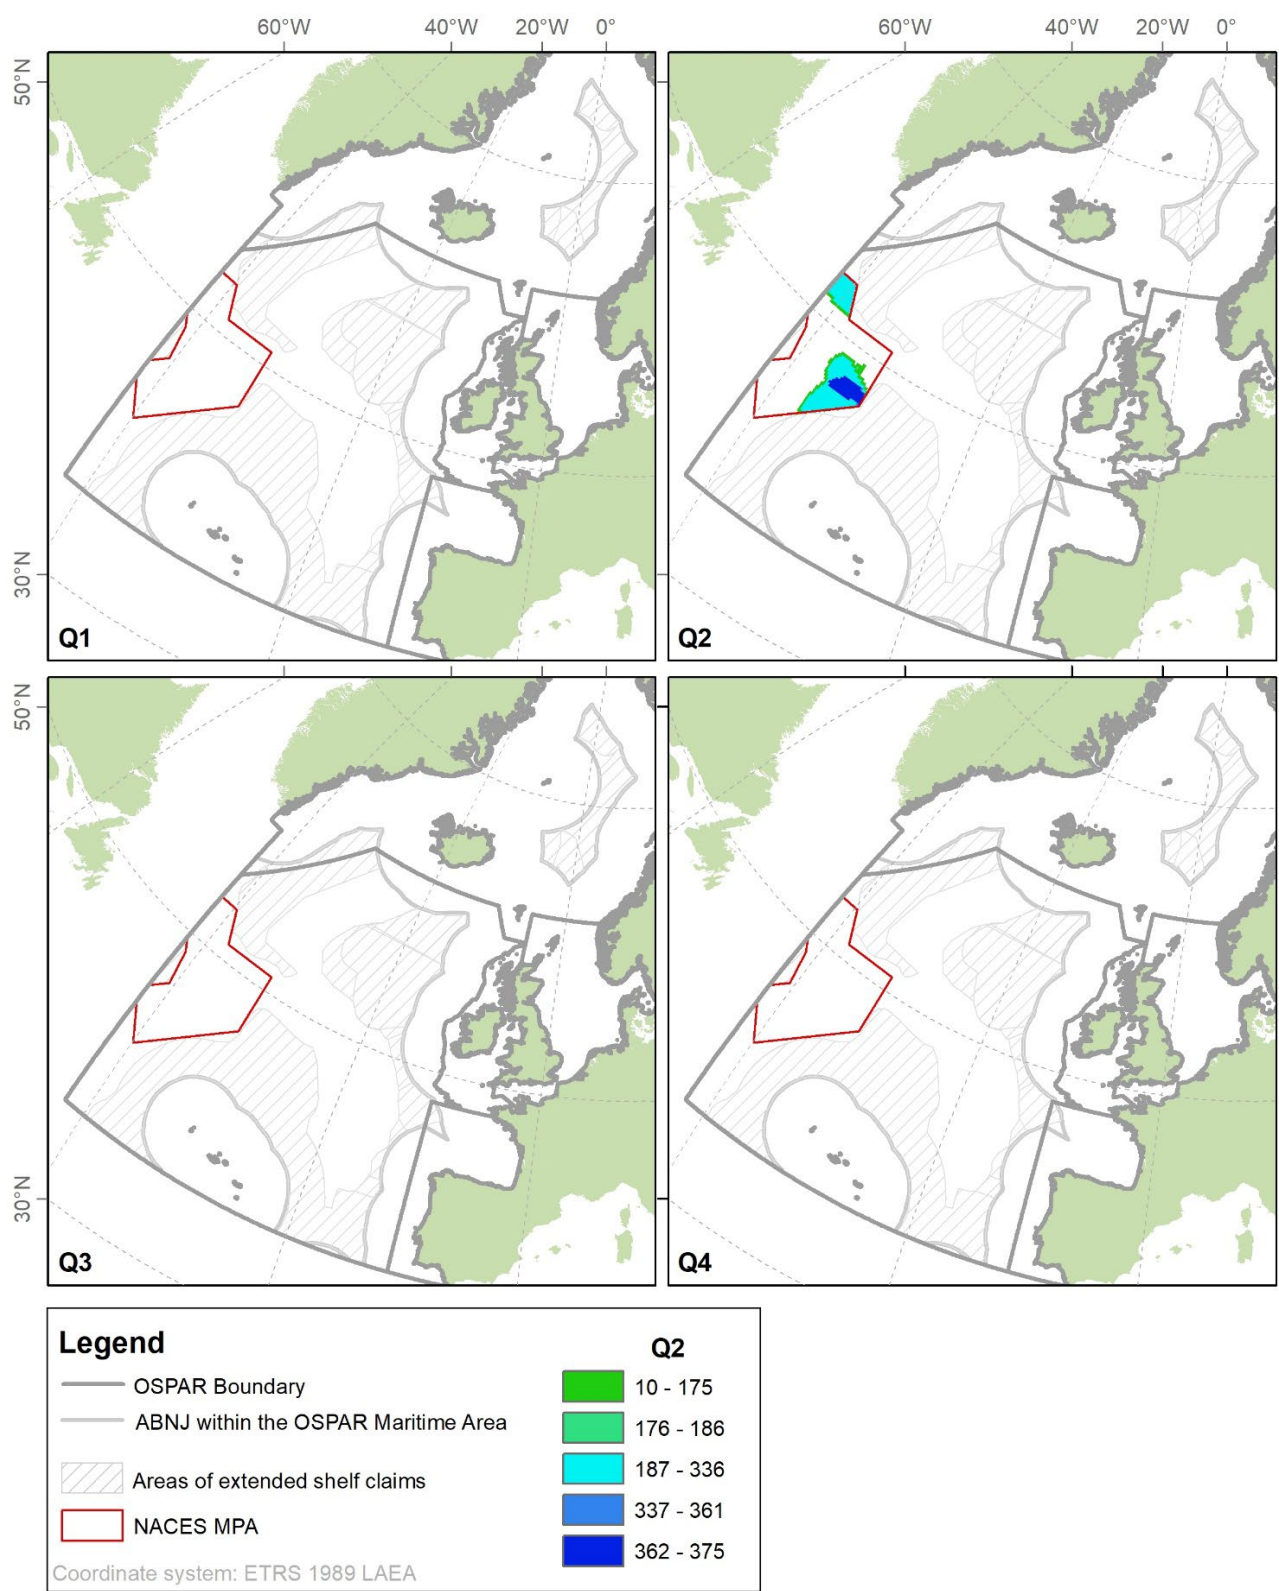 60°W 40°W 20°W 0° 60°W 40°W 20°W 0°
50°N
30°N
Q1 Q2
50°N
30°N
Q3 Q4
Legend
OSPAR Boundary
ABNJ within the OSPAR Maritime Area
Areas of extended shelf claims
NACES MPA
Coordinate system: ETRS 1989 LAEA
Q2
10 - 175
176 - 186
187 - 336
337 - 361
362 - 375